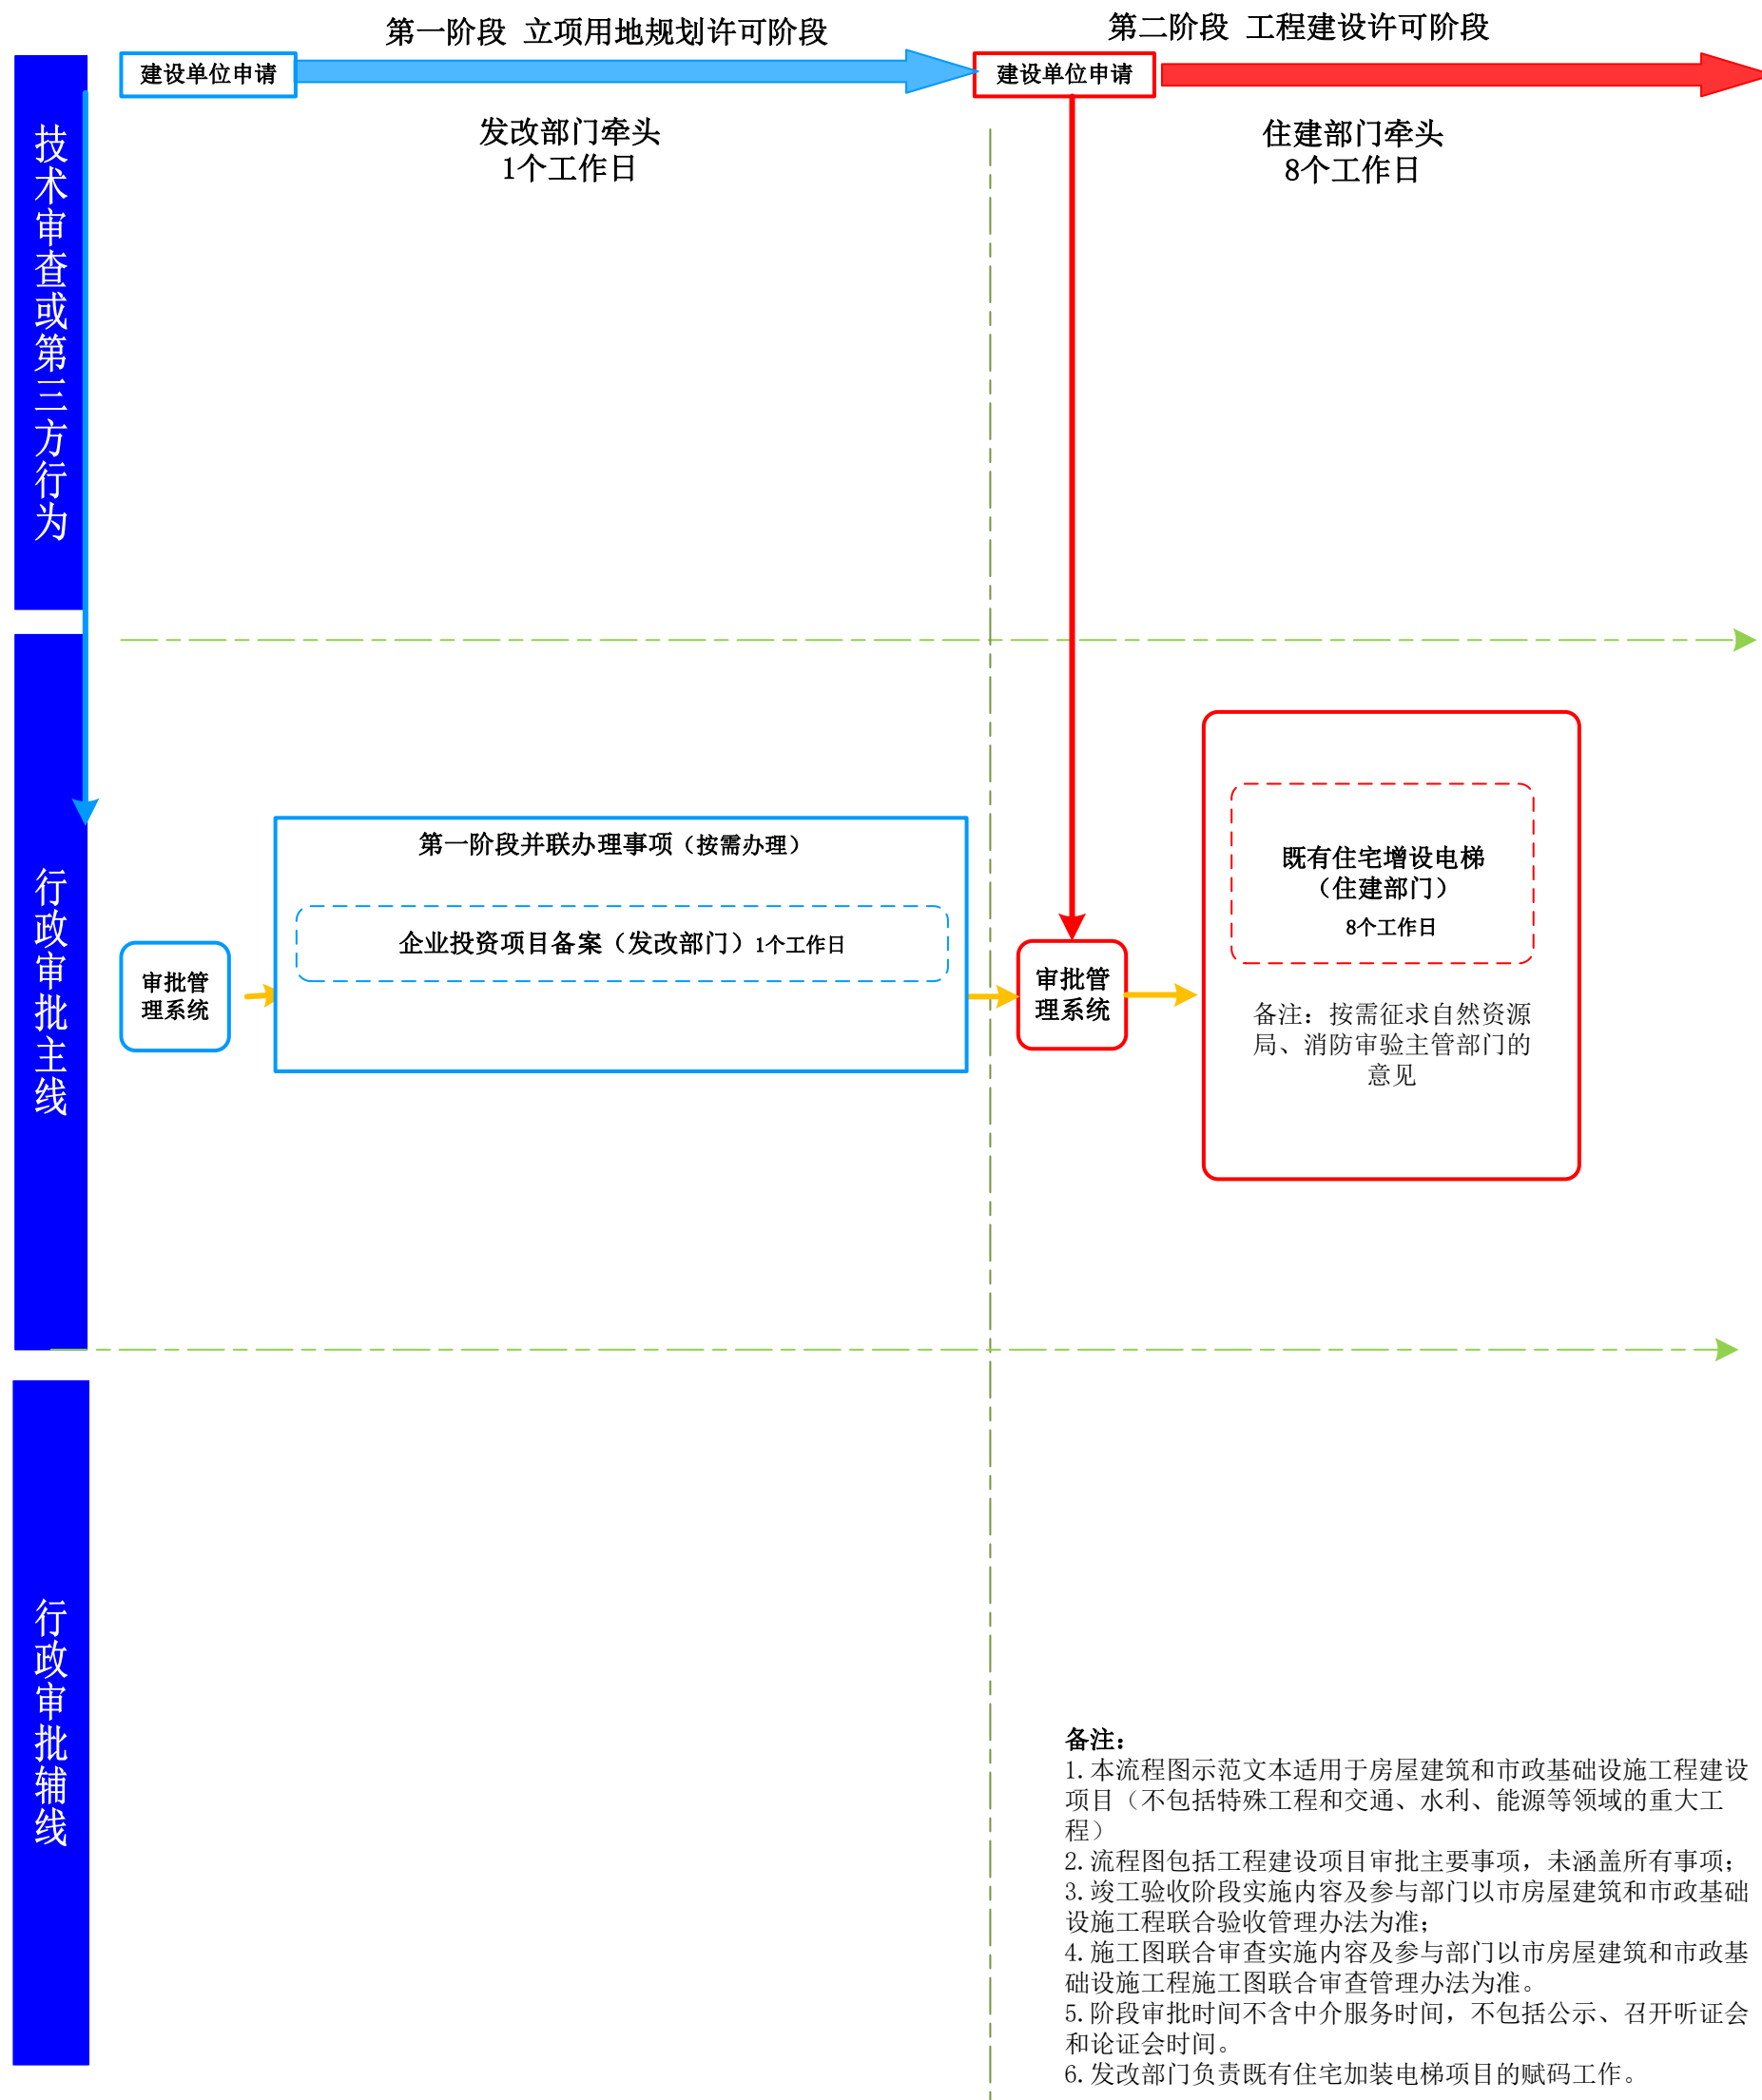 第一阶段 立项用地规划许可阶段
第二阶段 工程建设许可阶段
建设单位申请
建设单位申请
发改部门牵头
1个工作日
住建部门牵头
8个工作日
技术审查或第三方行为
行政审批主线
第一阶段并联办理事项（按需办理）
企业投资项目备案（发改部门）1个工作日
审批管
理系统
审批管
理系统
既有住宅增设电梯
（住建部门）
8个工作日
备注：按需征求自然资源
局、消防审验主管部门的
意见
行政审批辅线
备注：
1.本流程图示范文本适用于房屋建筑和市政基础设施工程建设
项目（不包括特殊工程和交通、水利、能源等领域的重大工
程）
2.流程图包括工程建设项目审批主要事项，未涵盖所有事项；
3.竣工验收阶段实施内容及参与部门以市房屋建筑和市政基础
设施工程联合验收管理办法为准；
4.施工图联合审查实施内容及参与部门以市房屋建筑和市政基
础设施工程施工图联合审查管理办法为准。
5.阶段审批时间不含中介服务时间，不包括公示、召开听证会
和论证会时间。
6.发改部门负责既有住宅加装电梯项目的赋码工作。